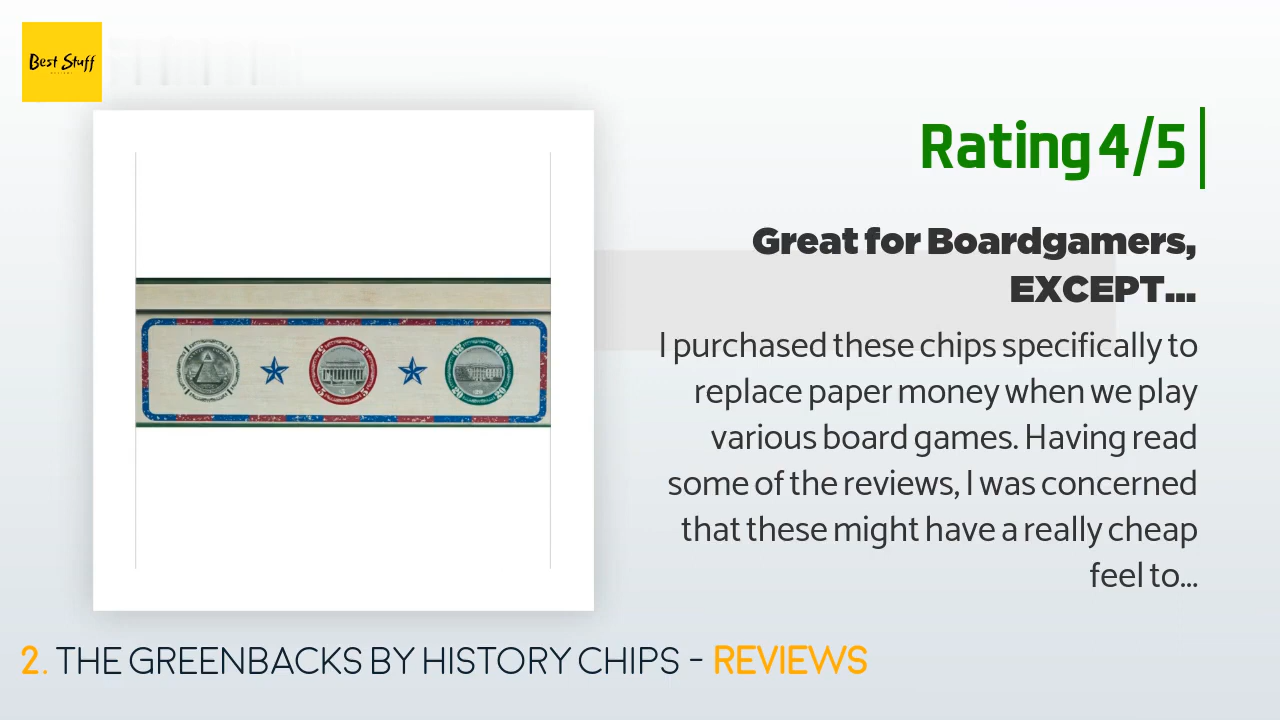 Best Stuff
Rating 4/5
Great for Boardgamers,
EXCEPT...
I purchased these chips specifically to
replace paper money when we play
various board games. Having read
some of the reviews, I was concerned
that these might have a really cheap
feel to...
2. THE GREENBACKS BY HISTORY CHIPS - REVIEWS